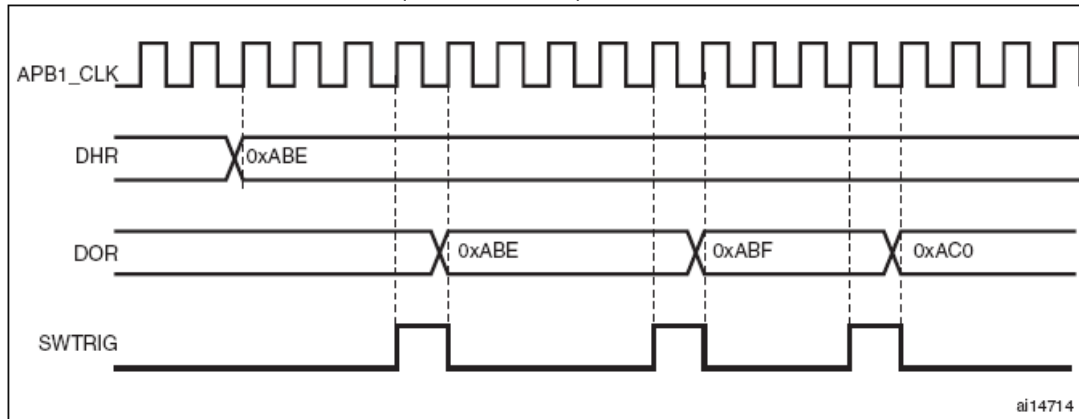 APB1_CLK
DHR 0xABE
DOR 0xABE 0xABF 0xAC0
SWTRIG
ai14714